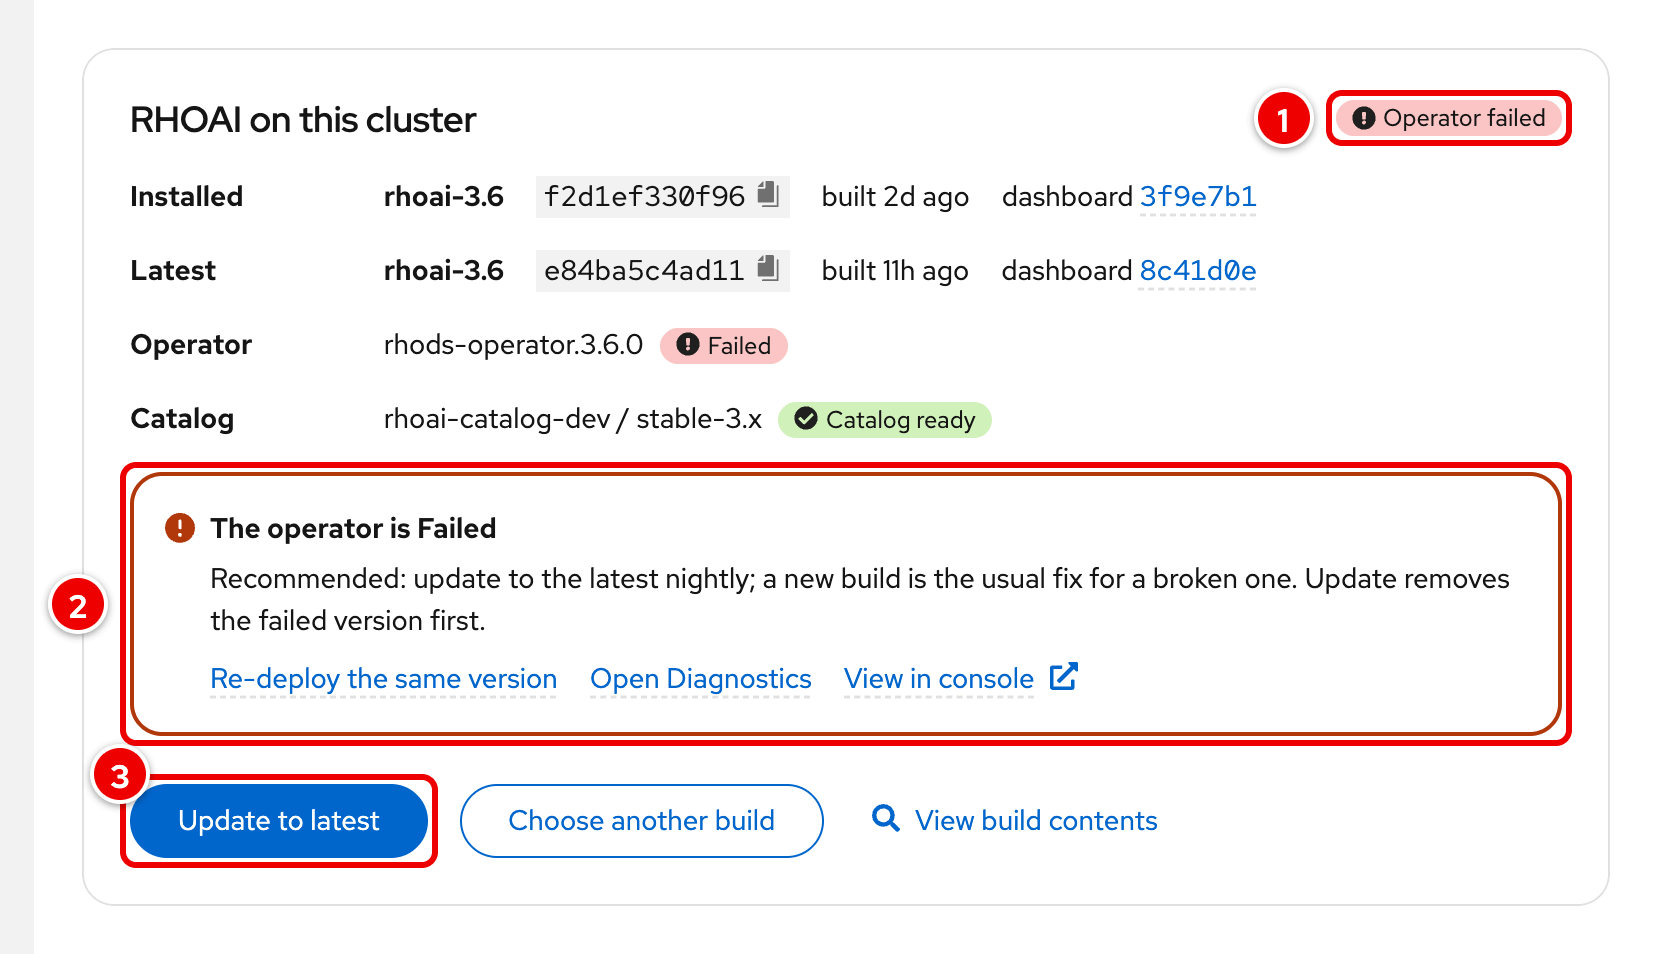 RHOAI on this cluster
1
Operator failed
Installed rhoai-3.6 f2d1ef330f96 built 2d ago dashboard 3f9e7b1
Latest rhoai-3.6 e84ba5c4ad11 built 11h ago dashboard 8c41d0e
Operator rhods-operator.3.6.0 Failed
Catalog rhoai-catalog-dev / stable-3.x Catalog ready
2
The operator is Failed
Recommended: update to the latest nightly; a new build is the usual fix for a broken one. Update removes
the failed version first.
Re-deploy the same version Open Diagnostics View in console
3
Update to latest Choose another build View build contents